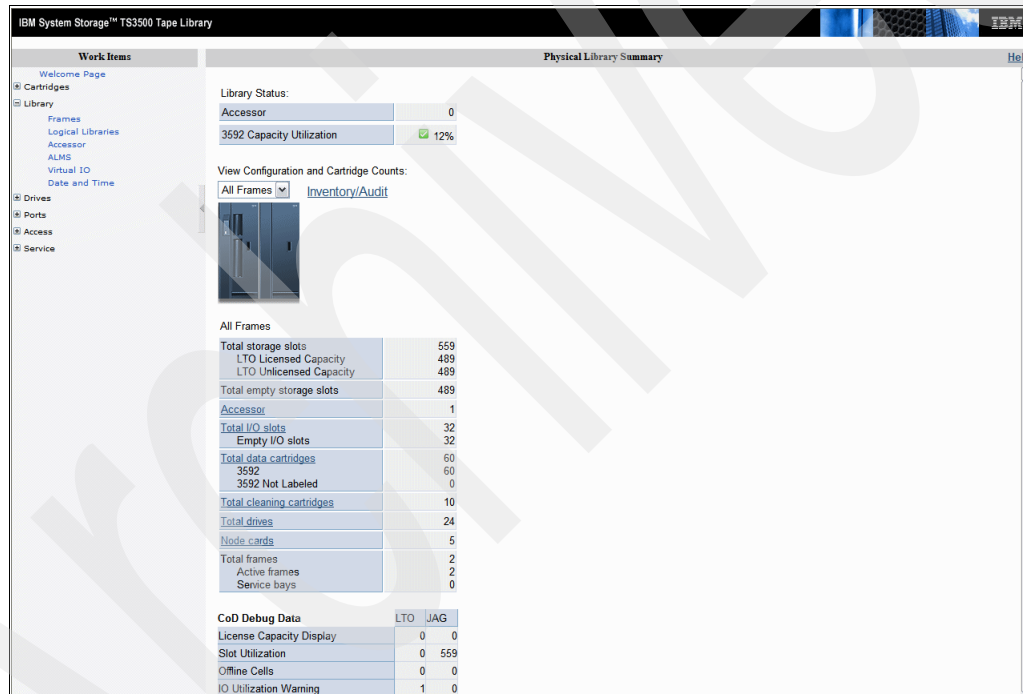 IBM System Storage™ TS3500 Tape Library
IBM
Work Items
Physical Library Summary
Hel
Welcome Page
Cartridges
Library
Frames
Logical Libraries
Accessor
ALMS
Virtual IO
Date and Time
Drives
Ports
Access
Service
Library Status:
Accessor 0
3592 Capacity Utilization 12%
View Configuration and Cartridge Counts:
All Frames Inventory/Audit
All Frames
Total storage slots 559
LTO Licensed Capacity 489
LTO Unlicensed Capacity 489
Total empty storage slots 489
Accessor 1
Total I/O slots 32
Empty I/O slots 32
Total data cartridges 60
3592 60
3592 Not Labeled 0
Total cleaning cartridges 10
Total drives 24
Node cards 5
Total frames 2
Active frames 2
Service bays 0
CoD Debug Data LTO JAG
License Capacity Display 0 0
Slot Utilization 0 559
Offline Cells 0 0
IO Utilization Warning 1 0